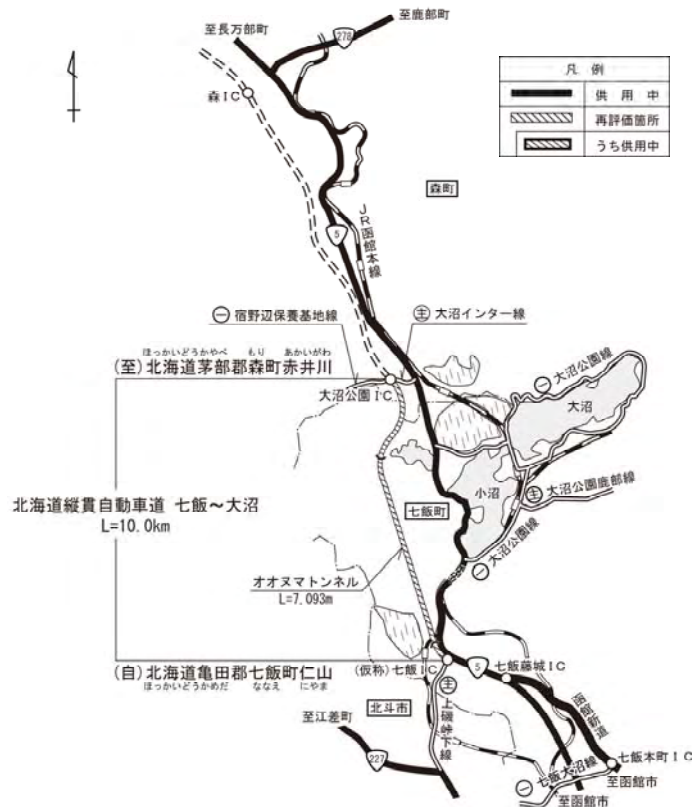 至鹿部町
至長万部町
278
凡 例
供 用 中
再評価箇所
うち供用中
森IC
森町
JR函館本線
5
㊀宿野辺保養基地線
主 大沼インター線
ほっかいどうかやべ もり あかいがわ
(至)北海道茅部郡森町赤井川
大沼公園IC
一 大沼公園線
大沼
小沼
主 大沼公園鹿部線
七飯町
北海道縦貫自動車道 七飯～大沼
L=10.0km
一 大沼公園線
オオヌマトンネル
L=7.093m
(自)北海道亀田郡七飯町仁山
ほっかいどうかめだ ななえ にやま
(仮称)七飯IC
5
七飯藤城IC
主 上磯峠下線
函館新道
北斗市
至江差町
227
七飯本町IC
一 七飯大沼線
至函館市
至函館市